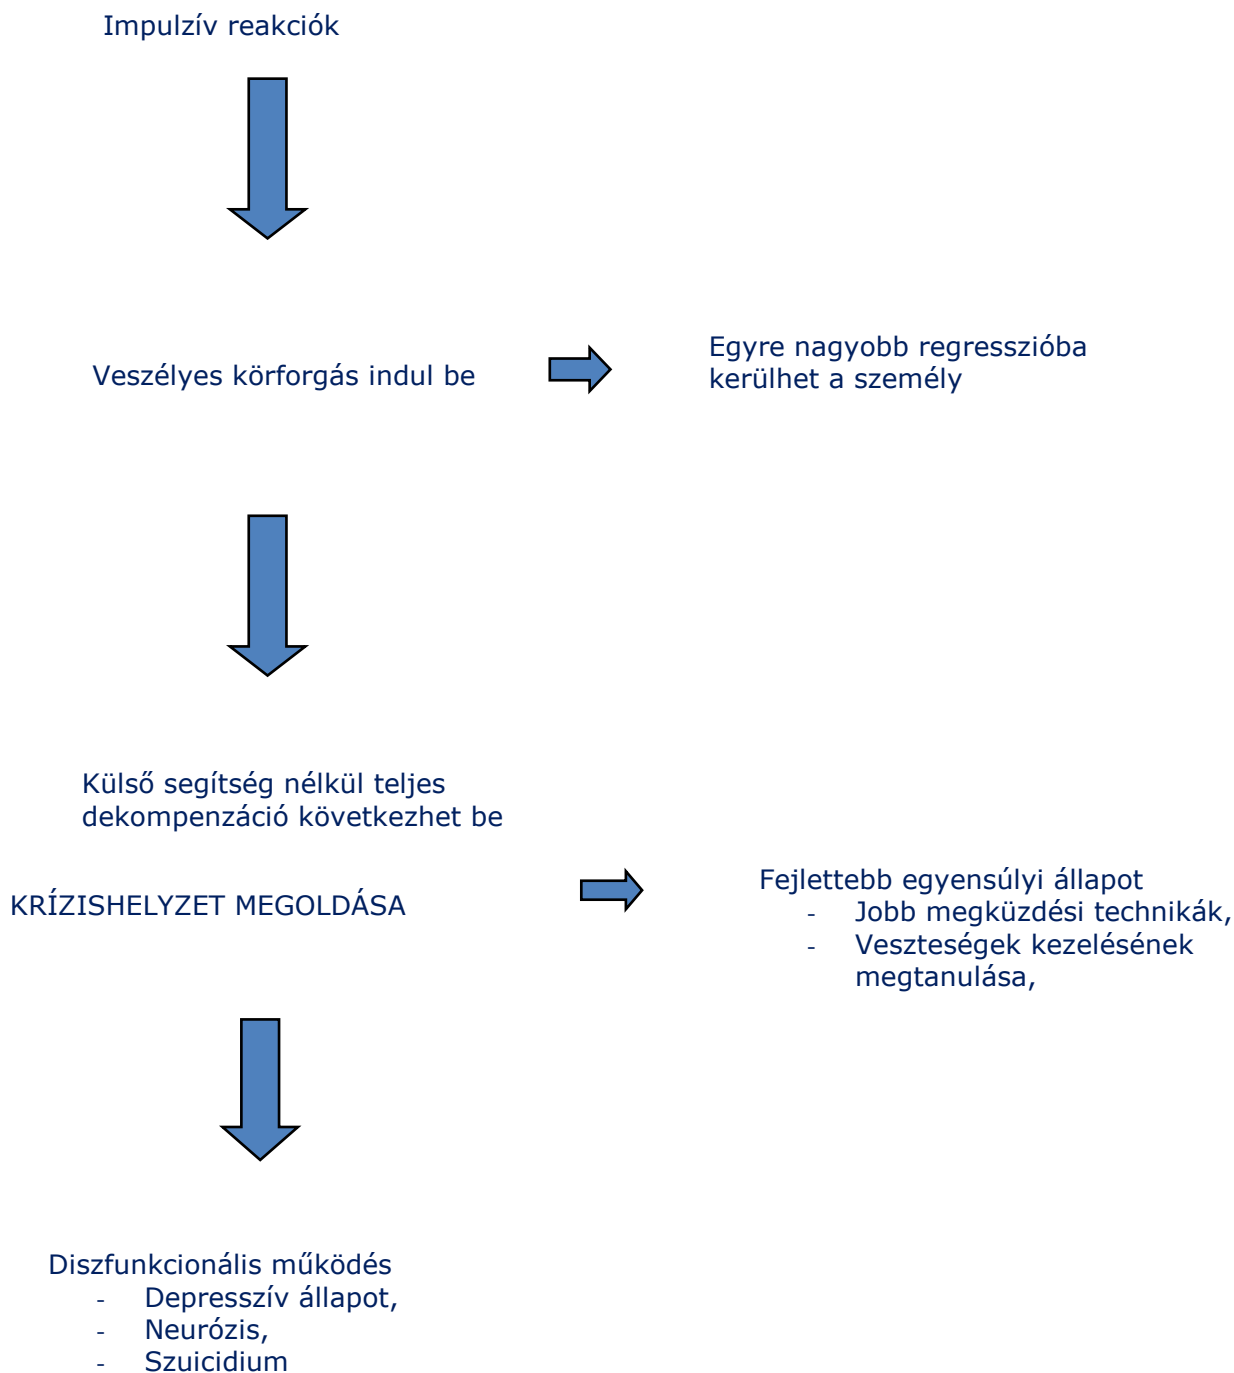 Impulzív reakciók
Veszélyes körforgás indul be
Egyre nagyobb regresszióba
kerülhet a személy
Külső segítség nélkül teljes
dekompenzáció következhet be
KRÍZISHELYZET MEGOLDÁSA
Fejlettebb egyensúlyi állapot
- Jobb megküzdési technikák,
- Veszteségek kezelésének
megtanulása,
Diszfunkcionális működés
- Depresszív állapot,
- Neurózis,
- Szuicidium